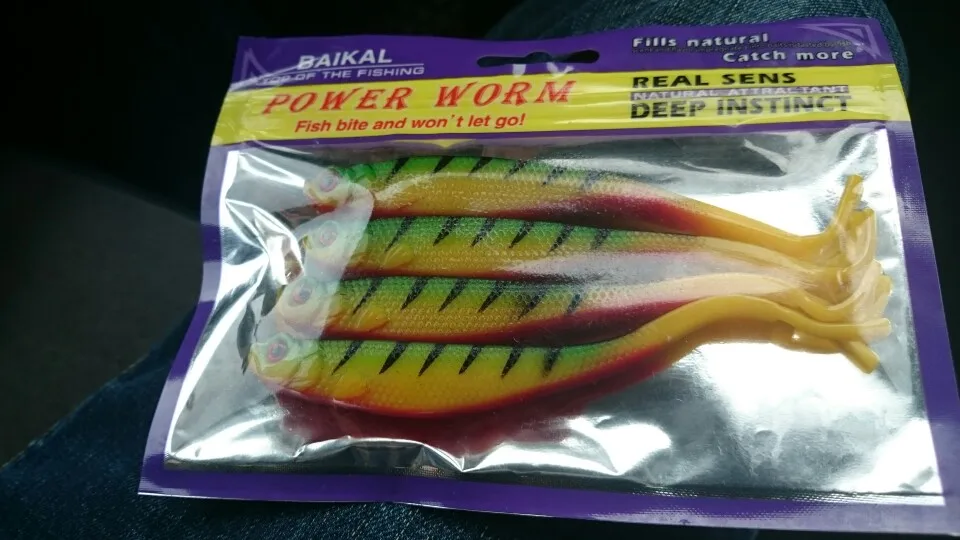 BAIKAL
TOP OF THE FISHING
POWER WORM
Fish bite and won't let go!
Fills natural
Catch more
REAL SENS
NATURAL ATTRACTANT
DEEP INSTINCT